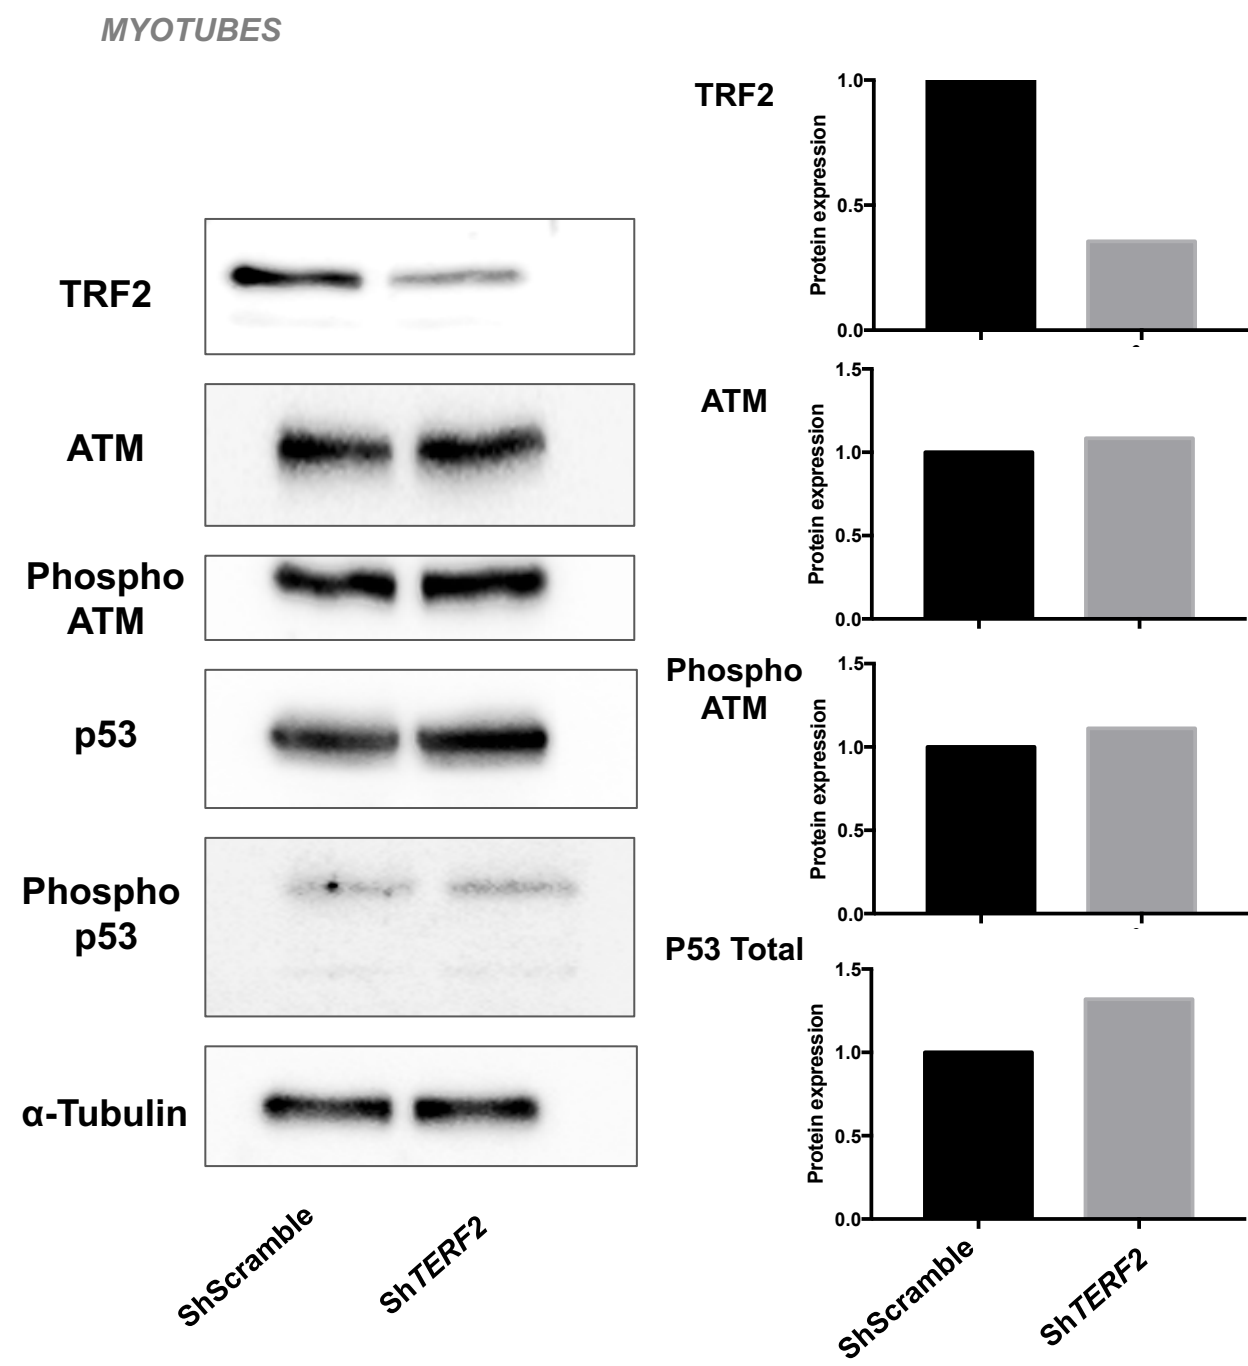 MYOTUBES
TRF2
ATM
Phospho
ATM
p53
Phospho
p53
α-Tubulin
ShScramble
ShTERF2
TRF2
Protein expression
1.0
0.5
0.0
ATM
Protein expression
1.5
1.0
0.5
0.0
Phospho
ATM
Protein expression
1.5
1.0
0.5
0.0
P53 Total
Protein expression
1.5
1.0
0.5
0.0
ShScramble
ShTERF2